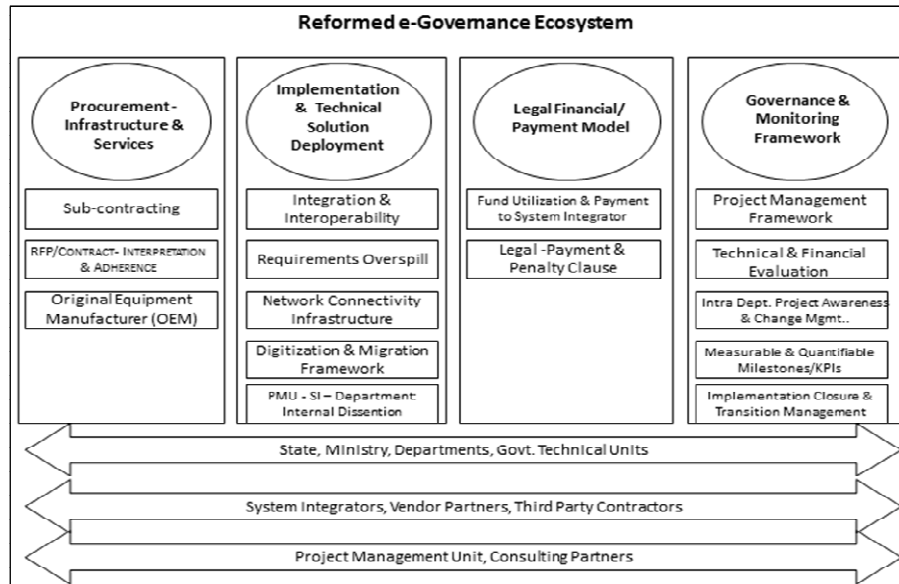 Reformed e-Governance Ecosystem
Procurement-
Infrastructure &
Services
Sub-contracting
RFP/CONTRACT- INTERPRETATION
& ADHERENCE
Original Equipment
Manufacturer (OEM)
Implementation
& Technical
Solution
Deployment
Integration &
Interoperability
Requirements Overspill
Network Connectivity
Infrastructure
Digitization & Migration
Framework
PMU - SI – Department:
Internal Dissention
Legal Financial/
Payment Model
Fund Utilization & Payment
to System Integrator
Legal -Payment &
Penalty Clause
Governance &
Monitoring
Framework
Project Management
Framework
Technical & Financial
Evaluation
Intra Dept. Project Awareness
& Change Mgmt..
Measurable & Quantifiable
Milestones/KPIs
Implementation Closure &
Transition Management
State, Ministry, Departments, Govt. Technical Units
System Integrators, Vendor Partners, Third Party Contractors
Project Management Unit, Consulting Partners